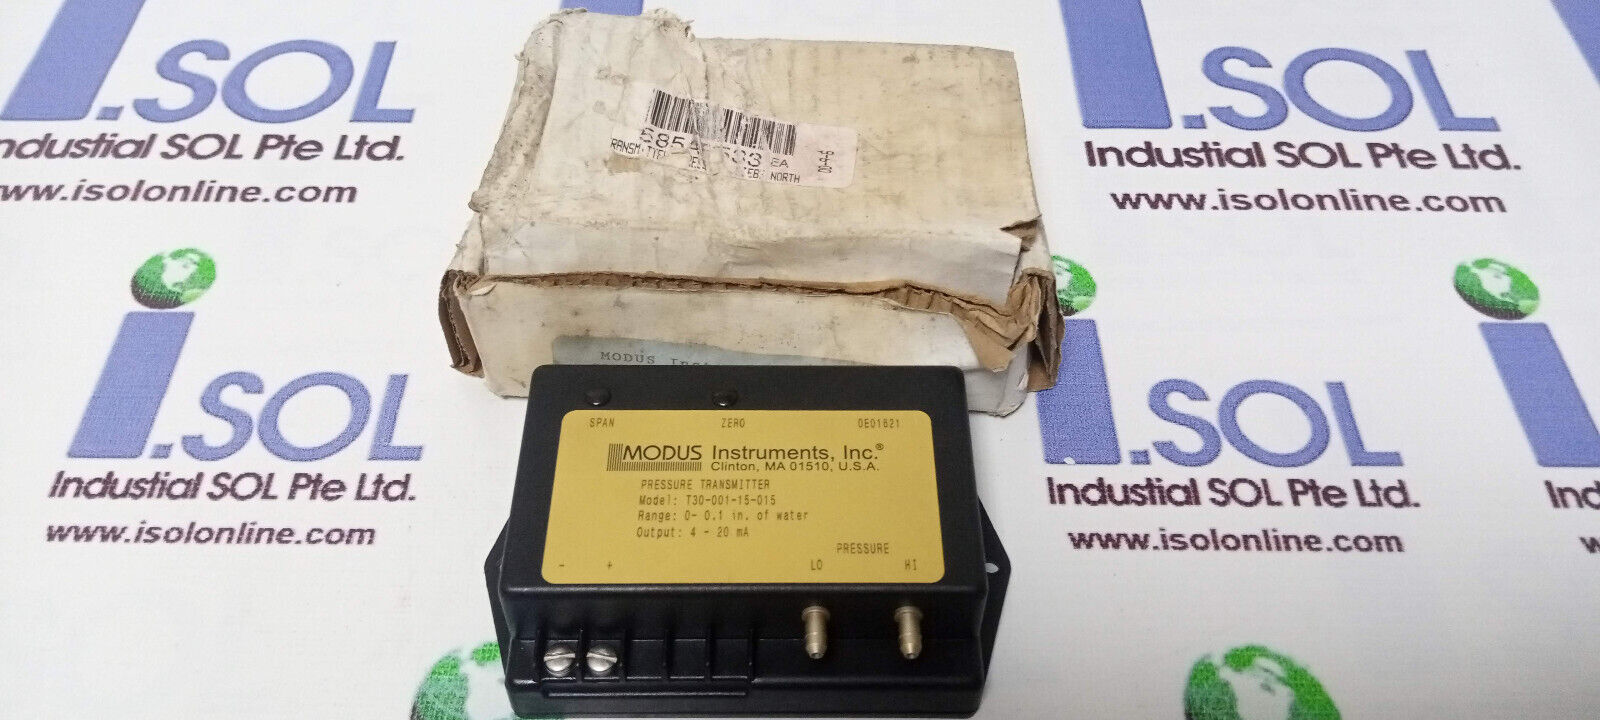 i.SOL
Industial SOL Pte Ltd.
www.isolonline.com
i.SOL
Industial SOL Pte Ltd.
www.isolonline.com
EA
NORTH
MODUS
i.SOL
Industial SOL Pte Ltd.
www.isolonline.com
i.SOL
Industial SOL Pte Ltd.
www.isolonline.com
SPAN ZERO 0E01621
MODUS Instruments, Inc.®
Clinton, MA 01510, U.S.A.
PRESSURE TRANSMITTER
Model: T30-001-15-015
Range: 0- 0.1 in. of water
Output: 4 - 20 mA
PRESSURE
- + LO HI